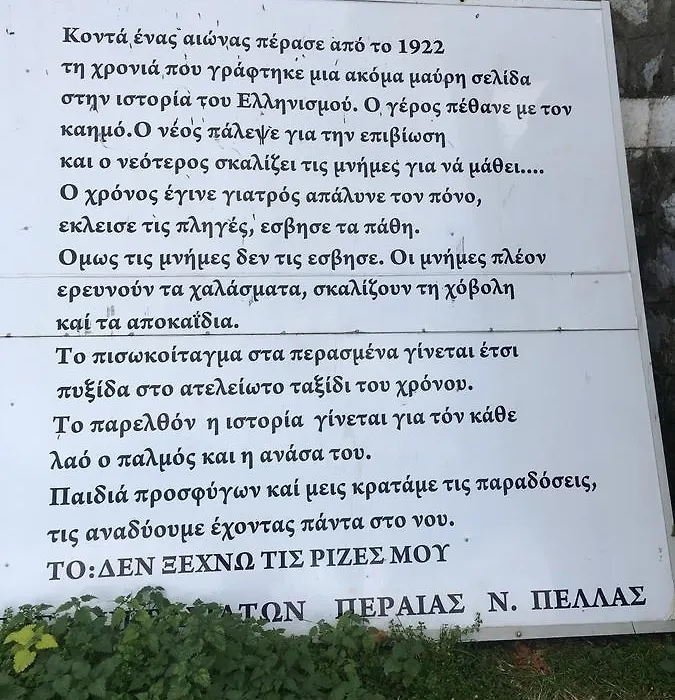 Κοντά ένας αιώνας πέρασε από το 1922
τη χρονιά που γράφτηκε μια ακόμα μαύρη σελίδα
στην ιστορία του Ελληνισμού. Ο γέρος πέθανε με τον
καημό.Ο νέος πάλεψε για την επιβίωση
και ο νεότερος σκαλίζει τις μνήμες για νά μάθει....
Ο χρόνος έγινε γιατρός απάλυνε τον πόνο,
εκλεισε τις πληγές, εσβησε τα πάθη.
Ομως τις μνήμες δεν τις εσβησε. Οι μνήμες πλέον
ερευνούν τα χαλάσματα, σκαλίζουν τη χόβολη
καί τα αποκαΐδια.
Το πισωκοίταγμα στα περασμένα γίνεται έτσι
πυξίδα στο ατελείωτο ταξίδι του χρόνου.
Το παρελθόν η ιστορία γίνεται για τόν κάθε
λαό ο παλμός και η ανάσα του.
Παιδιά προσφύγων καί μεις κρατάμε τις παραδόσεις,
τις αναδύουμε έχοντας πάντα στο νου.
ΤΟ:ΔΕΝ ΞΕΧΝΩ ΤΙΣ ΡΙΖΕΣ ΜΟΥ
ΠΕΡΑΙΑΣ Ν. ΠΕΛΛΑΣ